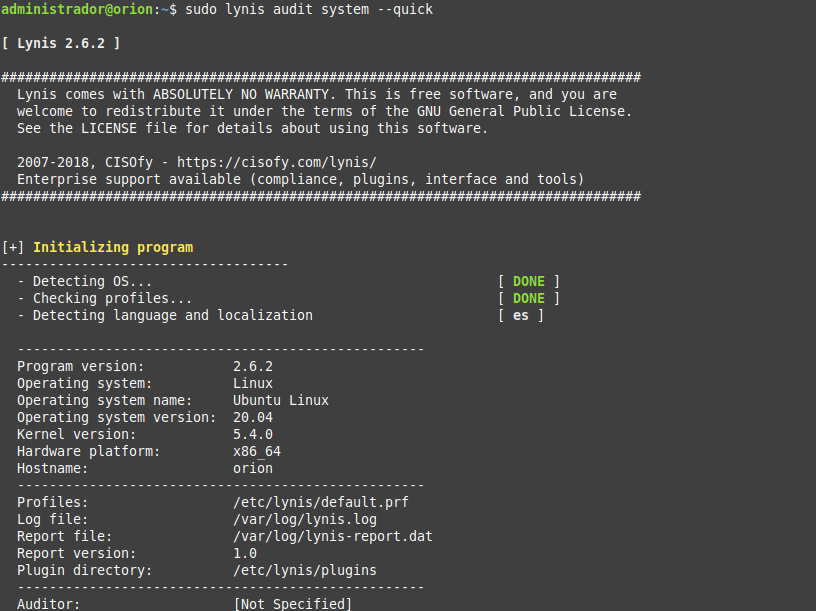 administrador@orion:~$ sudo lynis audit system --quick
[ Lynis 2.6.2 ]
################################################################################
Lynis comes with ABSOLUTELY NO WARRANTY. This is free software, and you are
welcome to redistribute it under the terms of the GNU General Public License.
See the LICENSE file for details about using this software.
2007-2018, CISOfy - https://cisofy.com/lynis/
Enterprise support available (compliance, plugins, interface and tools)
################################################################################
[+] Initializing program
------------------------------------
- Detecting OS... [ DONE ]
- Checking profiles... [ DONE ]
- Detecting language and localization [ es ]
---------------------------------------------------
Program version: 2.6.2
Operating system: Linux
Operating system name: Ubuntu Linux
Operating system version: 20.04
Kernel version: 5.4.0
Hardware platform: x86_64
Hostname: orion
---------------------------------------------------
Profiles: /etc/lynis/default.prf
Log file: /var/log/lynis.log
Report file: /var/log/lynis-report.dat
Report version: 1.0
Plugin directory: /etc/lynis/plugins
---------------------------------------------------
Auditor: [Not Specified]